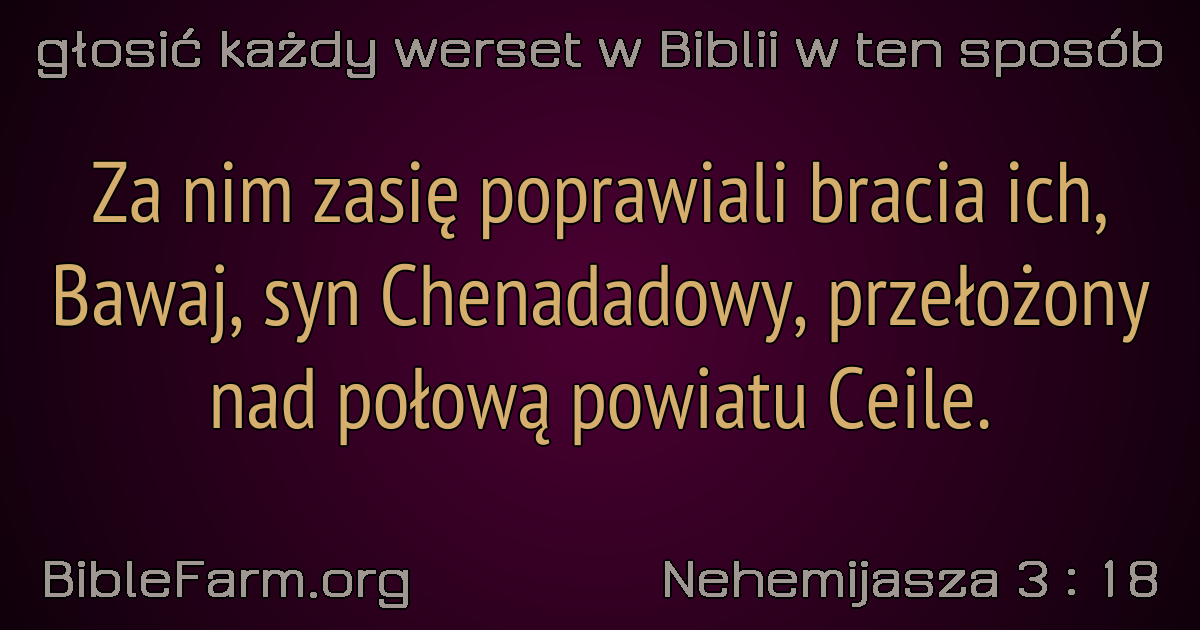 głosić każdy werset w Biblii w ten sposób
Za nim zasię poprawiali bracia ich,
Bawaj, syn Chenadadowy, przełożony
nad połową powiatu Ceile.
BibleFarm.org
Nehemijasza 3 : 18